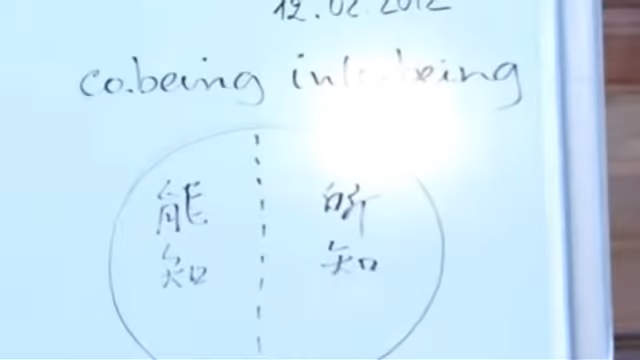 12.02.2012
co.being
能 所
知 知